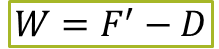 W = F′ − D